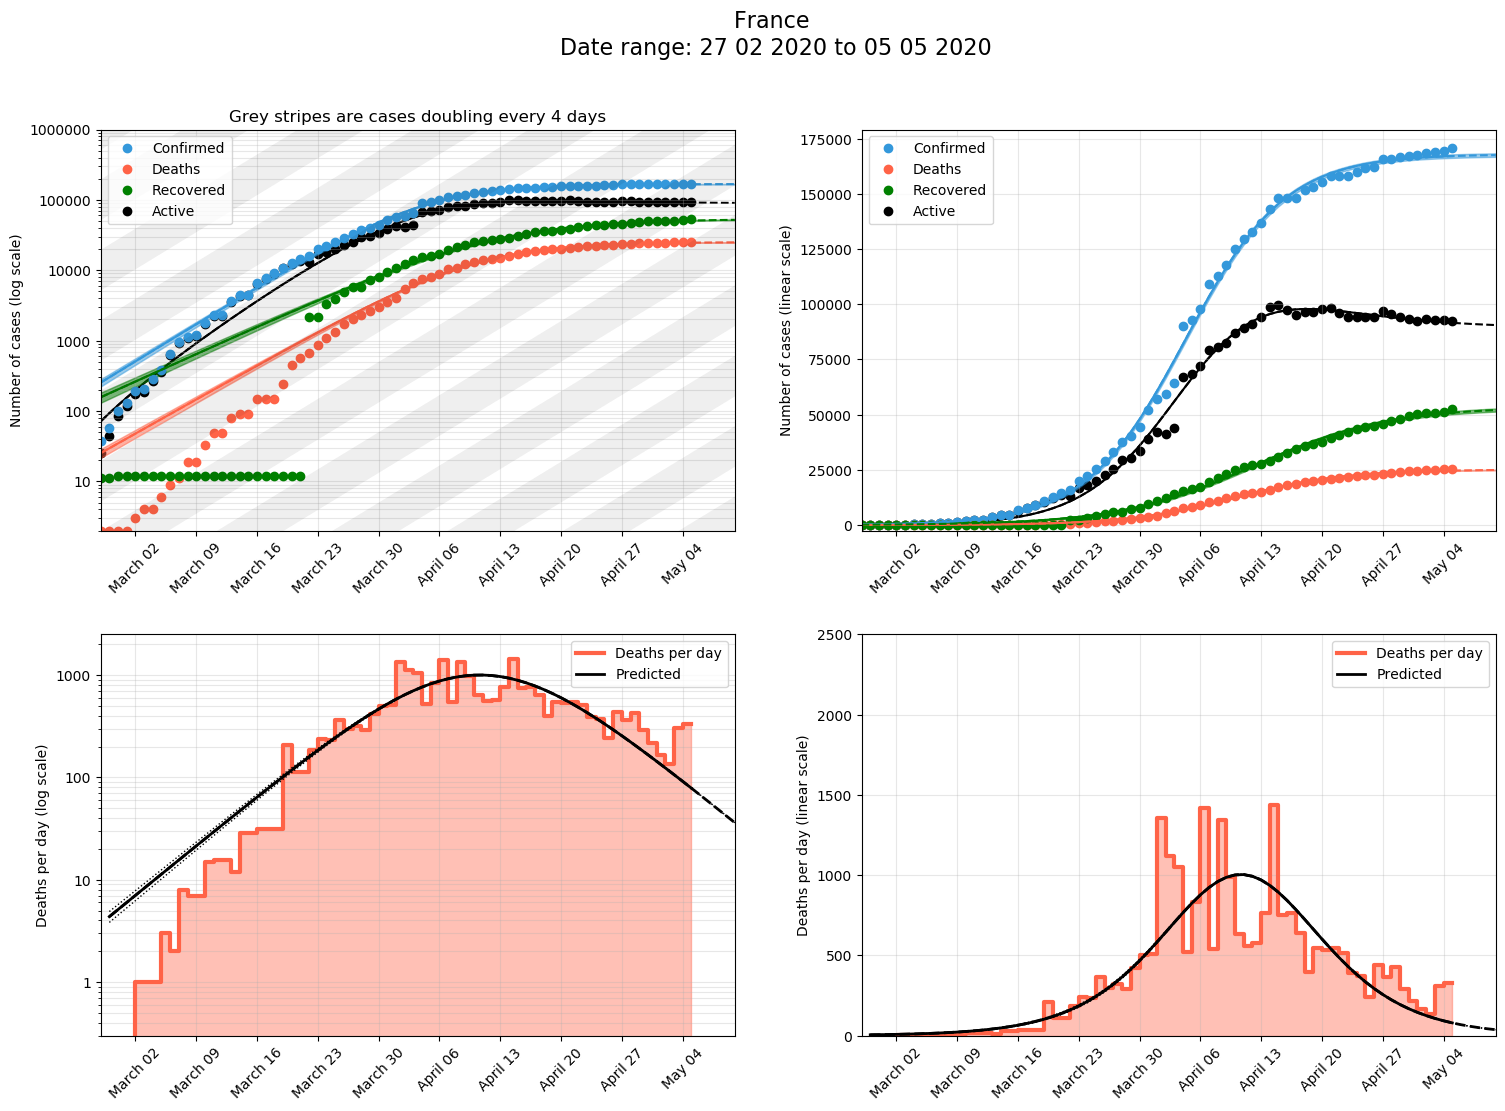 France
Date range: 27 02 2020 to 05 05 2020
Grey stripes are cases doubling every 4 days
Number of cases (log scale)
1000000
100000
10000
1000
100
10
Confirmed
Deaths
Recovered
Active
March 02
March 09
March 16
March 23
March 30
April 06
April 13
April 20
April 27
May 04
Number of cases (linear scale)
175000
150000
125000
100000
75000
50000
25000
0
Confirmed
Deaths
Recovered
Active
March 02
March 09
March 16
March 23
March 30
April 06
April 13
April 20
April 27
May 04
Deaths per day (log scale)
1000
100
10
1
Deaths per day
Predicted
March 02
March 09
March 16
March 23
March 30
April 06
April 13
April 20
April 27
May 04
Deaths per day (linear scale)
2500
2000
1500
1000
500
0
Deaths per day
Predicted
March 02
March 09
March 16
March 23
March 30
April 06
April 13
April 20
April 27
May 04